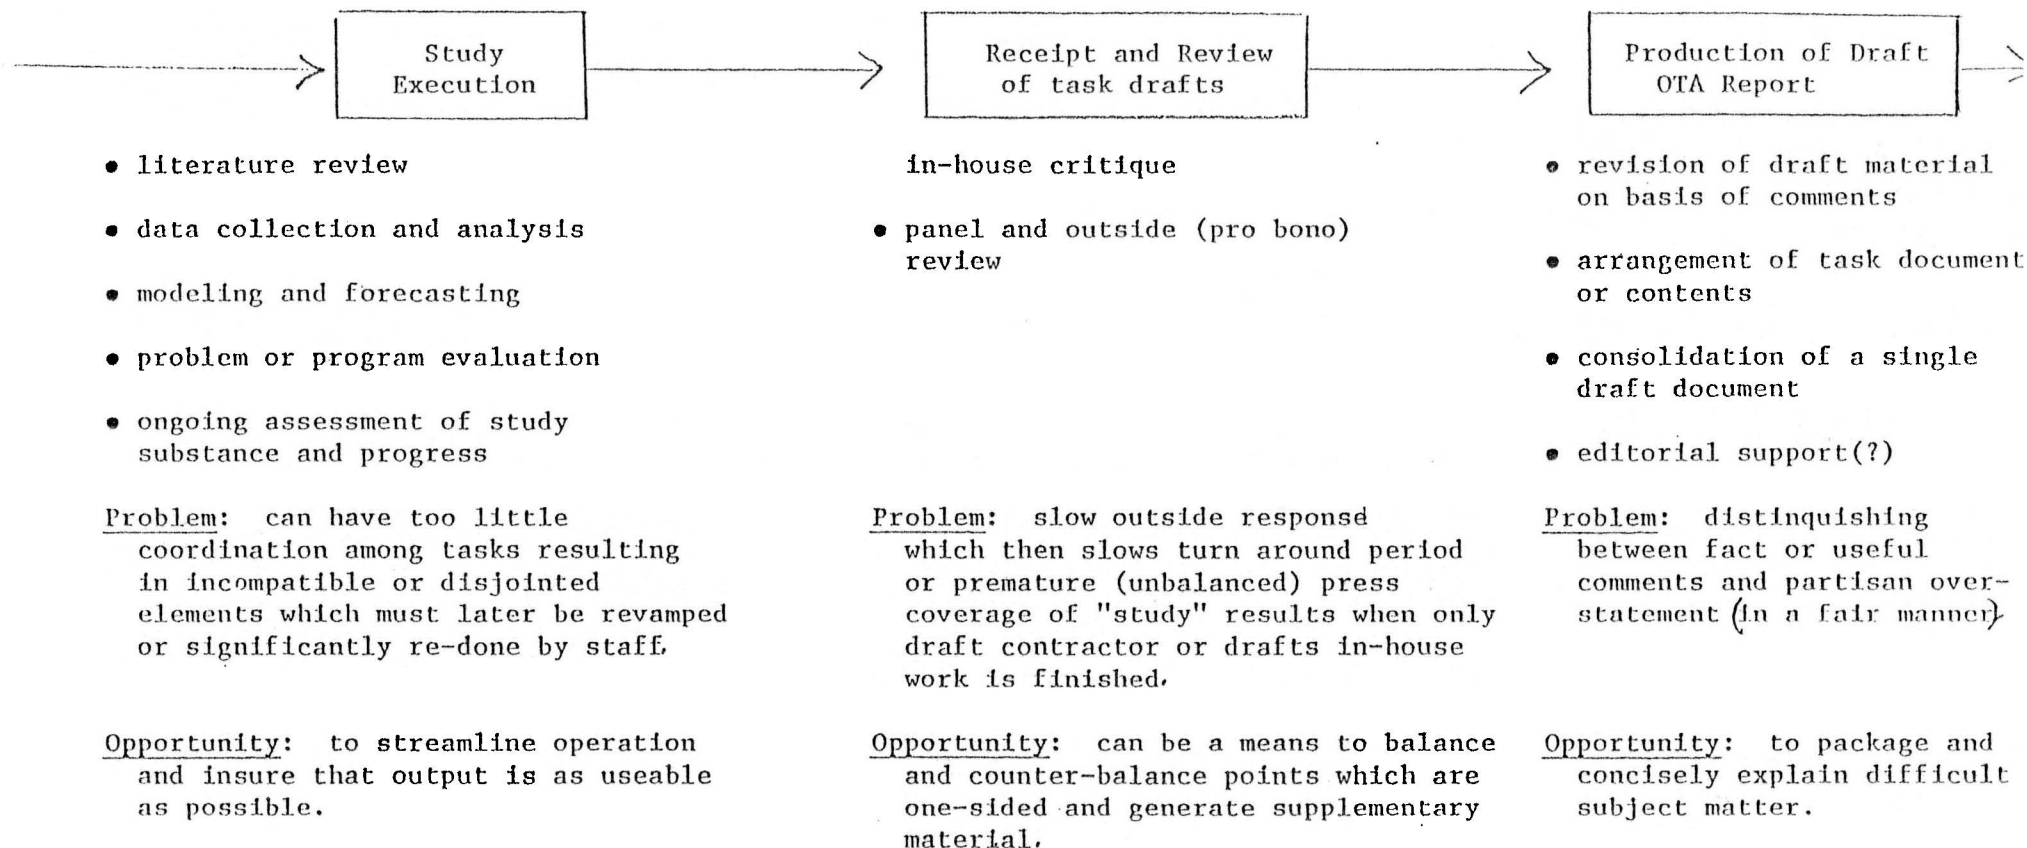 Study
Execution
• literature review
• data collection and analysis
• modeling and forecasting
• problem or program evaluation
• ongoing assessment of study
substance and progress
Problem: can have too little
coordination among tasks resulting
in incompatible or disjointed
elements which must later be revamped
or significantly re-done by staff.
Opportunity: to streamline operation
and insure that output is as useable
as possible.
Receipt and Review
of task drafts
in-house critique
• panel and outside (pro bono)
review
Problem: slow outside responsd
which then slows turn around period
or premature (unbalanced) press
coverage of "study" results when only
draft contractor or drafts in-house
work is finished.
Opportunity: can be a means to balance
and counter-balance points which are
one-sided and generate supplementary
material.
Production of Draft
OTA Report
• revision of draft material
on basis of comments
• arrangement of task document
or contents
• consolidation of a single
draft document
• editorial support(?)
Problem: distinquishing
between fact or useful
comments and partisan over-
statement (in a fair manner).
Opportunity: to package and
concisely explain difficult
subject matter.